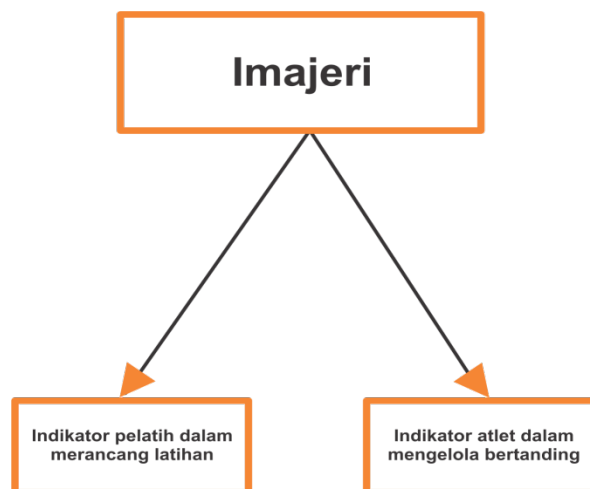 Imajeri
Indikator pelatih dalam
merancang latihan
Indikator atlet dalam
mengelola bertanding